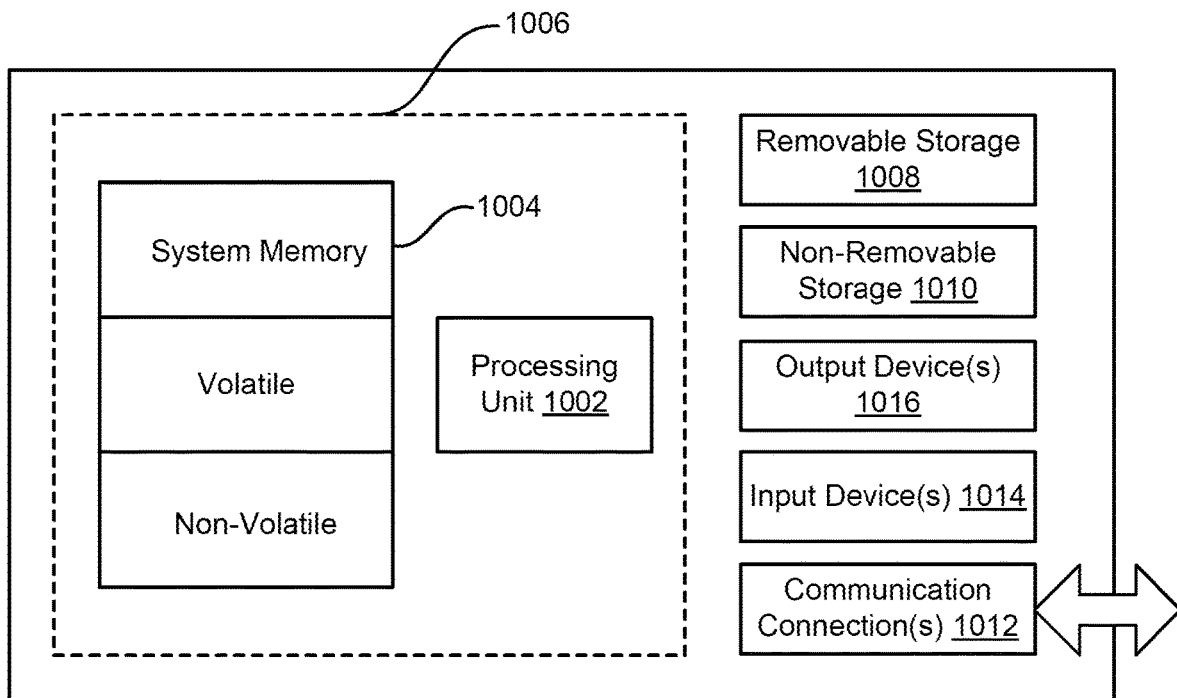 1006
1004
System Memory
Volatile
Non-Volatile
Processing
Unit 1002
Removable Storage
1008
Non-Removable
Storage 1010
Output Device(s)
1016
Input Device(s) 1014
Communication
Connection(s) 1012